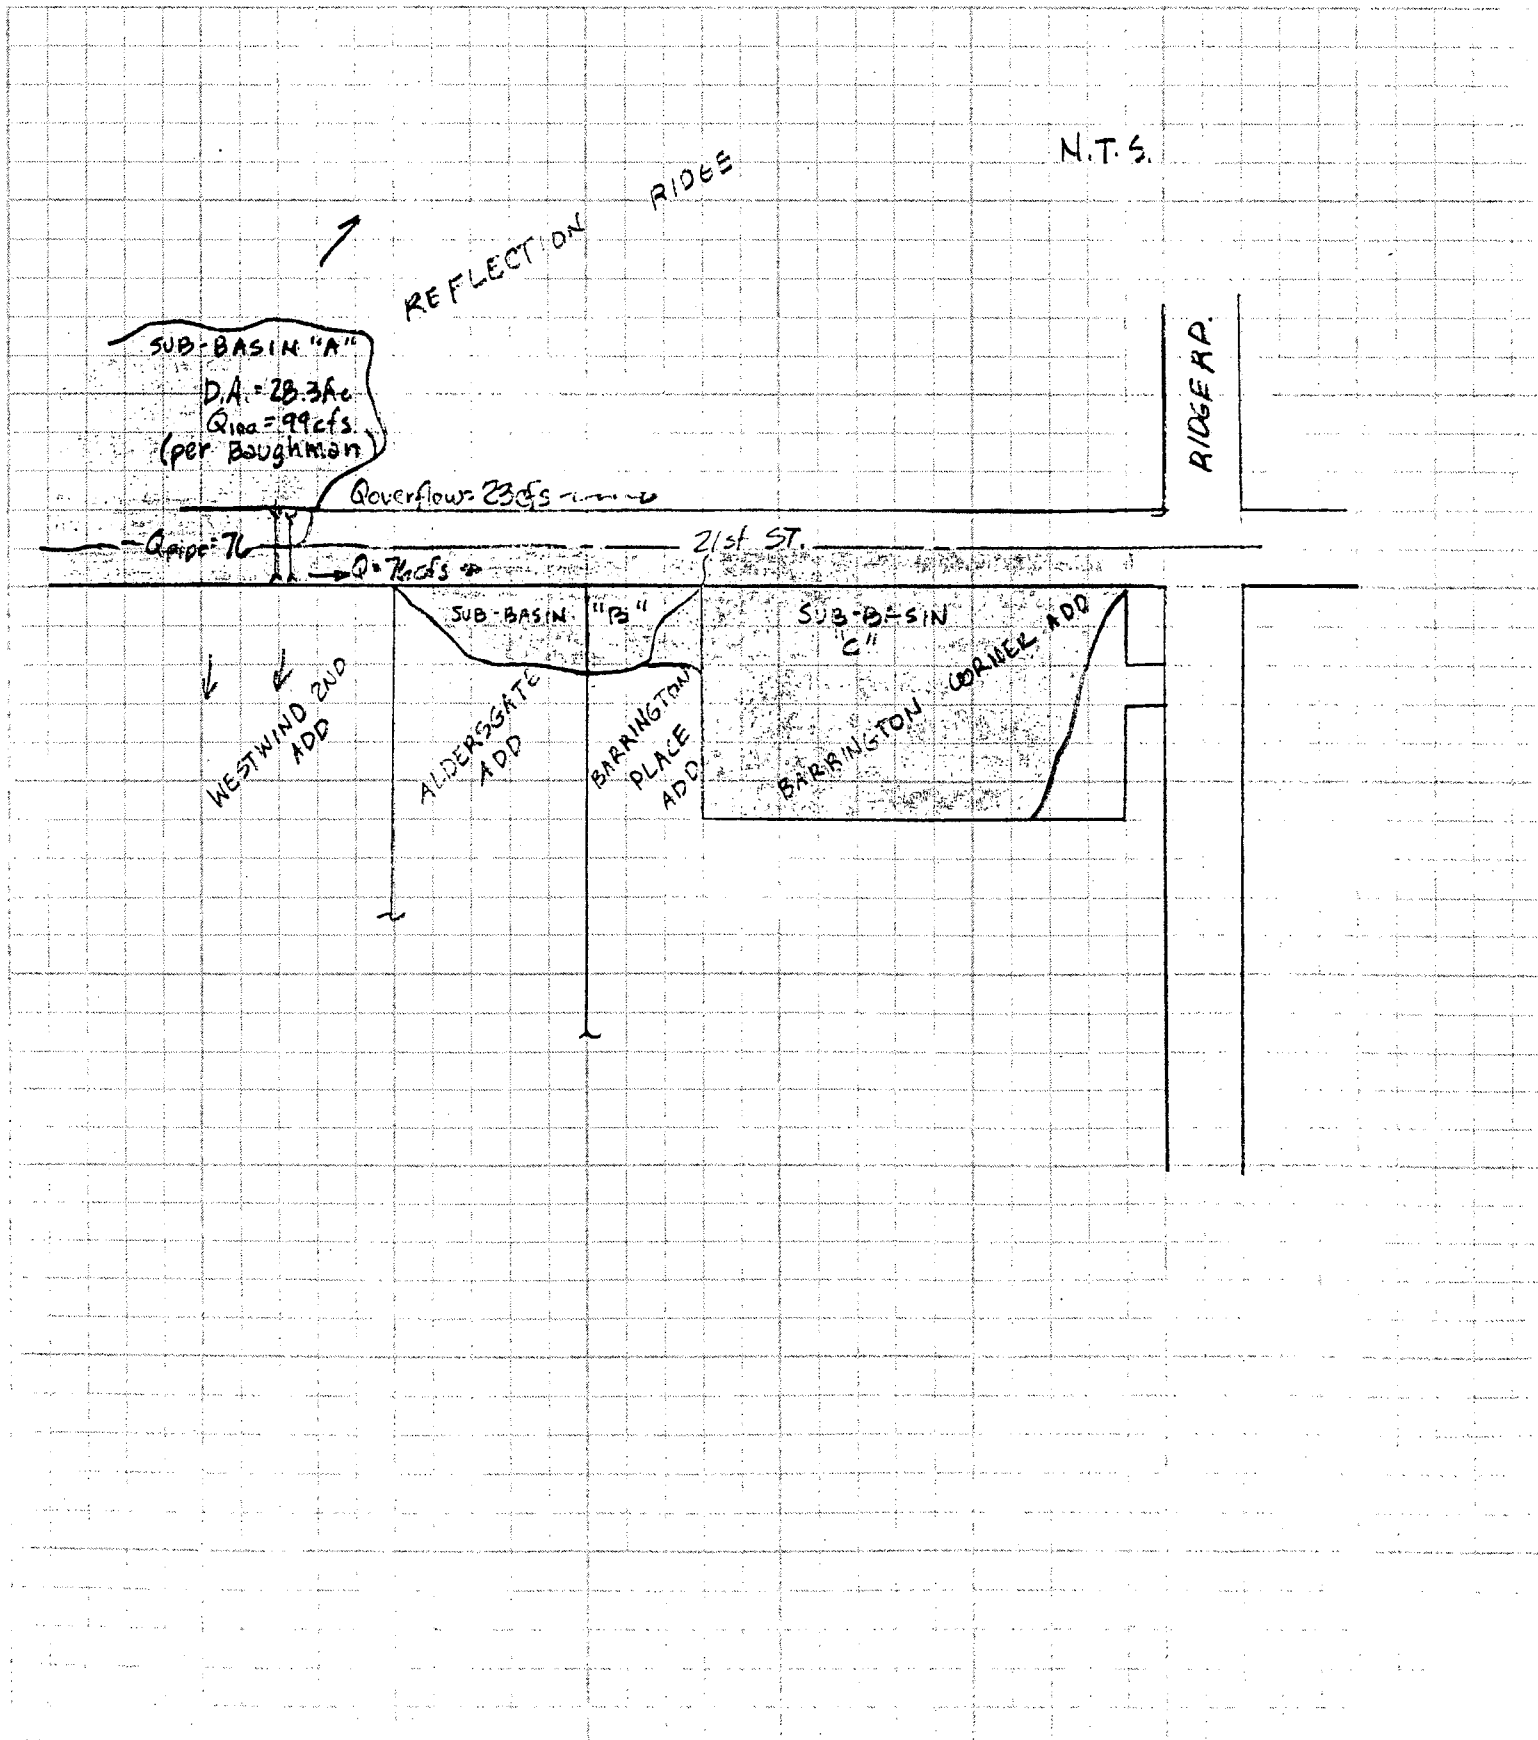 N.T.S.
REFLECTION RIDGE
RIDGE RD.
SUB-BASIN "A"
D.A. = 28.3Ac
Q100 = 99cfs
(per Baughman)
Qoverflow = 23cfs
Qpipe = 76
21st ST.
Q = 76cfs
SUB-BASIN "B"
SUB-BASIN
"C"
WESTWIND 2ND
ADD
ALDERSGATE
ADD
BARRINGTON
PLACE
ADD
BARRINGTON CORNER ADD